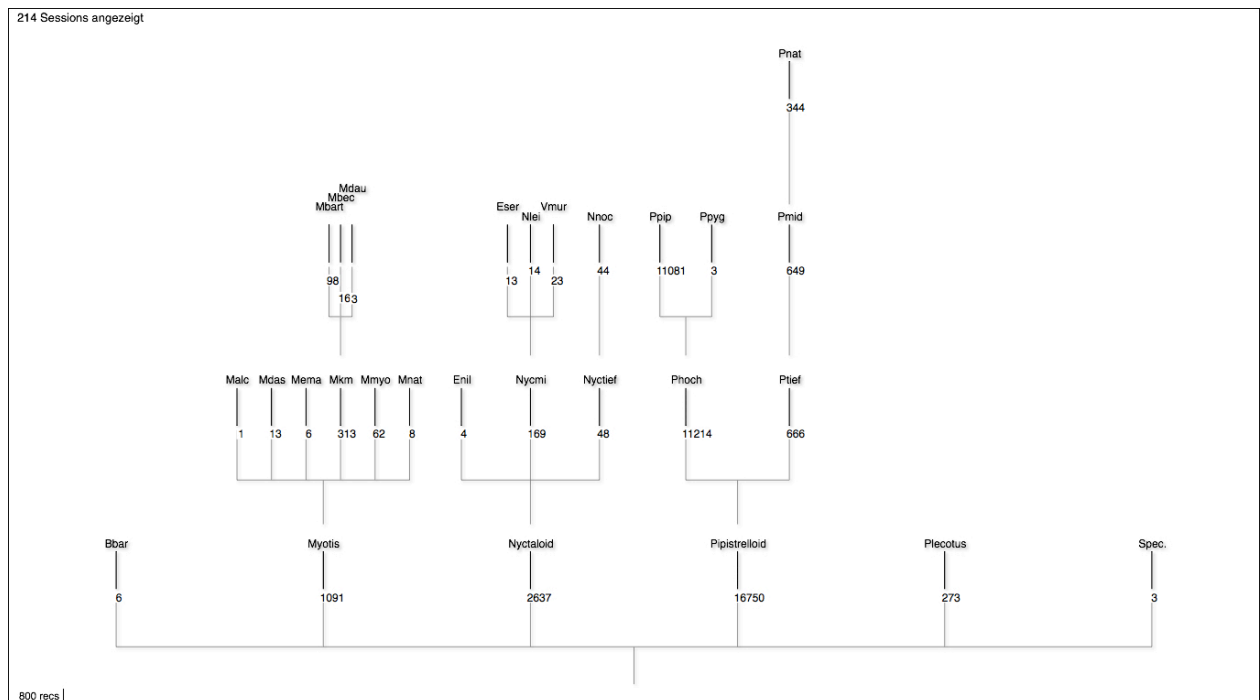 214 Sessions angezeigt
Pnat
344
Mdau
Mbec
Mbart
Eser
Nlei
Vmur
Nnoc
Ppip
Ppyg
Pmid
98
16
3
13
14
23
44
11081
3
649
Malc Mdas Mema Mkm Mmyo Mnat Enil Nycmi Nyctief Phoch Ptief
1 13 6 313 62 8 4 169 48 11214 666
Bbar Myotis Nyctaloid Pipistrelloid Plecotus Spec.
6 1091 2637 16750 273 3
800 recs